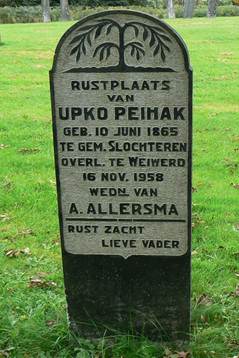 RUSTPLAATS
VAN
UPKO PEIMAK
GEB. 10 JUNI 1865
TE GEM. SLOCHTEREN
OVERL. TE WEIWERD
16 NOV. 1958
WEDN. VAN
A. ALLERSMA
RUST ZACHT
LIEVE VADER